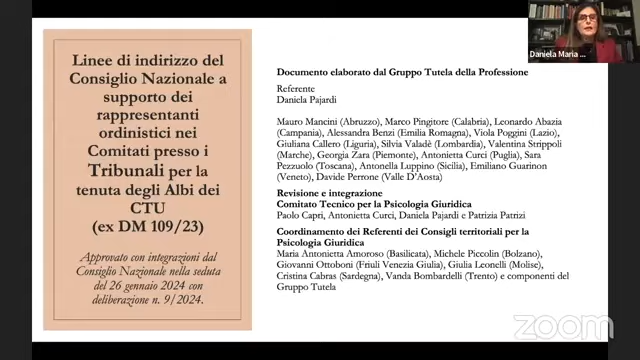 Linee di indirizzo del
Consiglio Nazionale a
supporto dei
rappresentanti
ordinistici nei
Comitati presso i
Tribunali per la
tenuta degli Albi dei
CTU
(ex DM 109/23)
Approvato con integrazioni dal
Consiglio Nazionale nella seduta
del 26 gennaio 2024 con
deliberazione n. 9/2024.
Documento elaborato dal Gruppo Tutela della Professione
Referente
Daniela Pajardi
Mauro Mancini (Abruzzo), Marco Pingitore (Calabria), Leonardo Abazia
(Campania), Alessandra Benzi (Emilia Romagna), Viola Poggini (Lazio),
Giuliana Callero (Liguria), Silvia Valadè (Lombardia), Valentina Strippoli
(Marche), Georgia Zara (Piemonte), Antonietta Curci (Puglia), Sara
Pezzuolo (Toscana), Antonella Luppino (Sicilia), Emiliano Guarinon
(Veneto), Davide Perrone (Valle D'Aosta)
Revisione e integrazione
Comitato Tecnico per la Psicologia Giuridica
Paolo Capri, Antonietta Curci, Daniela Pajardi e Patrizia Patrizi
Coordinamento dei Referenti dei Consigli territoriali per la
Psicologia Giuridica
Maria Antonietta Amoroso (Basilicata), Michele Piccolin (Bolzano),
Giovanni Ottoboni (Friuli Venezia Giulia), Giulia Leonelli (Molise),
Cristina Cabras (Sardegna), Vanda Bombardelli (Trento) e componenti del
Gruppo Tutela
Daniela Maria ...
zoom